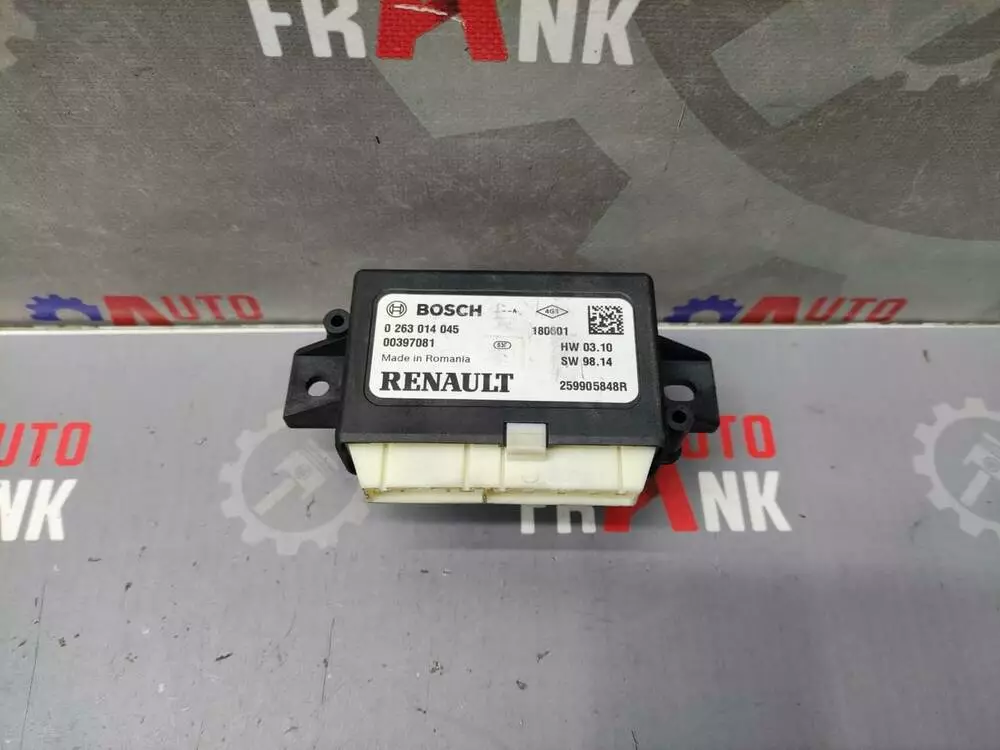 FRANK
AUTO
AUTO
BOSCH
0 263 014 045 180601
00397081 HW 03.10
Made in Romania SW 98.14
RENAULT 259905848R
AUTO
NK
AUTO
FRANK